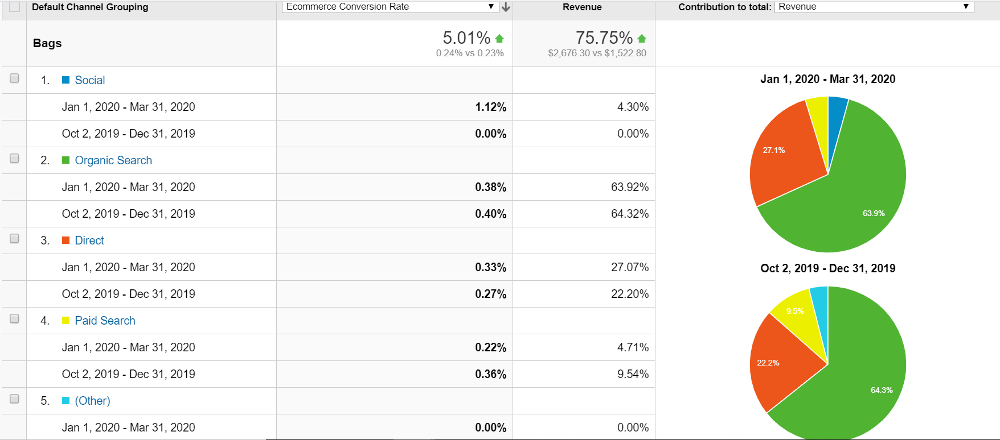 Default Channel Grouping Ecommerce Conversion Rate Revenue Contribution to total: Revenue
Bags 5.01% 75.75%
0.24% vs 0.23% $2,676.30 vs $1,522.80
1. Social
Jan 1, 2020 - Mar 31, 2020 1.12% 4.30%
Oct 2, 2019 - Dec 31, 2019 0.00% 0.00%
2. Organic Search
Jan 1, 2020 - Mar 31, 2020 0.38% 63.92%
Oct 2, 2019 - Dec 31, 2019 0.40% 64.32%
3. Direct
Jan 1, 2020 - Mar 31, 2020 0.33% 27.07%
Oct 2, 2019 - Dec 31, 2019 0.27% 22.20%
4. Paid Search
Jan 1, 2020 - Mar 31, 2020 0.22% 4.71%
Oct 2, 2019 - Dec 31, 2019 0.36% 9.54%
5. (Other)
Jan 1, 2020 - Mar 31, 2020 0.00% 0.00%
Jan 1, 2020 - Mar 31, 2020
27.1%
63.9%
Oct 2, 2019 - Dec 31, 2019
9.5%
22.2%
64.3%